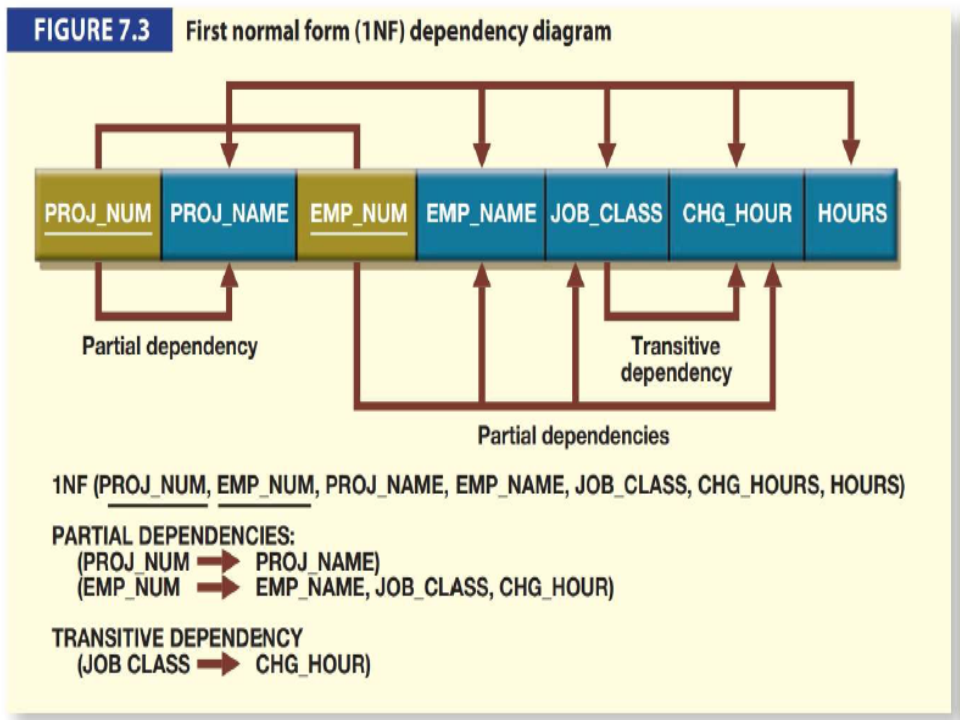 FIGURE 7.3 First normal form (1NF) dependency diagram
PROJ_NUM PROJ_NAME EMP_NUM EMP_NAME JOB_CLASS CHG_HOUR HOURS
Partial dependency
Transitive
dependency
Partial dependencies
1NF (PROJ_NUM, EMP_NUM, PROJ_NAME, EMP_NAME, JOB_CLASS, CHG_HOURS, HOURS)
PARTIAL DEPENDENCIES:
(PROJ_NUM PROJ_NAME)
(EMP_NUM EMP_NAME, JOB_CLASS, CHG_HOUR)
TRANSITIVE DEPENDENCY
(JOB CLASS CHG_HOUR)